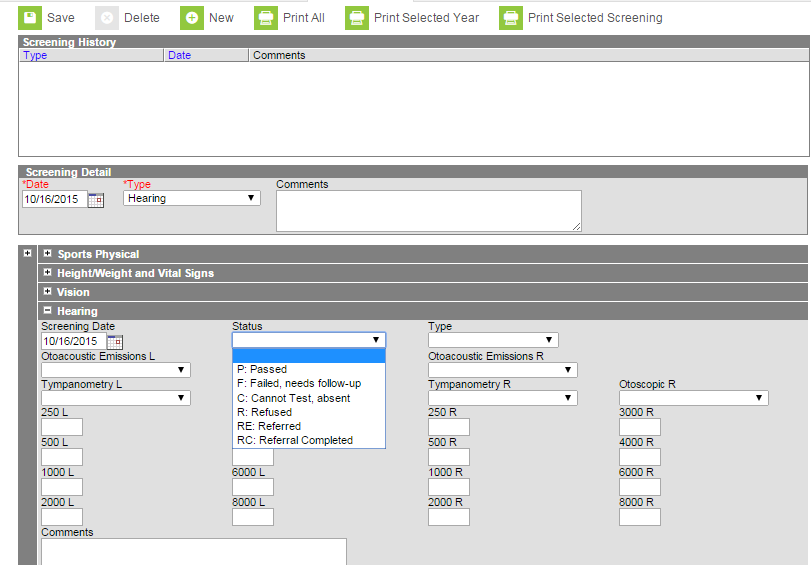 Save Delete New Print All Print Selected Year Print Selected Screening
Screening History
Type Date Comments
Screening Detail
*Date *Type Comments
10/16/2015 Hearing
Sports Physical
Height/Weight and Vital Signs
Vision
Hearing
Screening Date Status Type
10/16/2015
Otoacoustic Emissions L Otoacoustic Emissions R
P: Passed
F: Failed, needs follow-up
C: Cannot Test, absent
R: Refused
RE: Referred
RC: Referral Completed
Tympanometry L Tympanometry R Otoscopic R
250 L 250 R 3000 R
500 L 500 R 4000 R
1000 L 6000 L 1000 R 6000 R
2000 L 8000 L 2000 R 8000 R
Comments